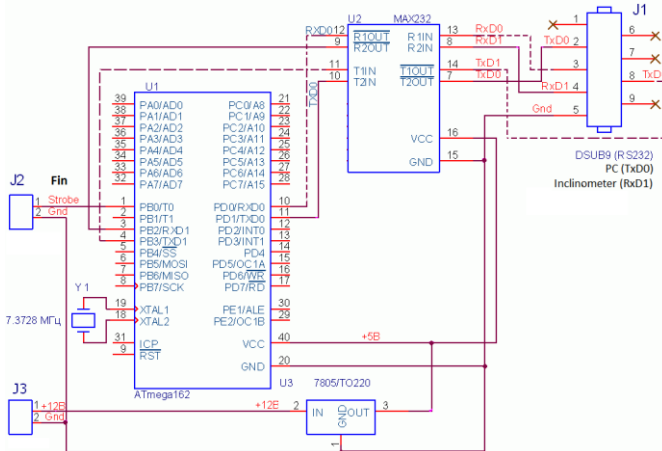 U2 MAX232 J1
RXD0 12 R1OUT R1IN 13 RxD0
9 R2OUT R2IN 8 RxD1
11 T1IN T1OUT 14 TxD1
10 T2IN T2OUT 7 TxD0
TXD0
VCC 16
GND 15
1
TxD0 2
3
RxD1 4
Gnd 5
6
7
8 TxD
9
DSUB9 (RS232)
PC (TxD0)
Inclinometer (RxD1)
U1
39 PA0/AD0 PC0/A8 21
38 PA1/AD1 PC1/A9 22
37 PA2/AD2 PC2/A10 23
36 PA3/AD3 PC3/A11 24
35 PA4/AD4 PC4/A12 25
34 PA5/AD5 PC5/A13 26
33 PA6/AD6 PC6/A14 27
32 PA7/AD7 PC7/A15 28
1 PB0/T0 PD0/RXD0 10
2 PB1/T1 PD1/TXD0 11
3 PB2/RXD1 PD2/INT0 12
4 PB3/TXD1 PD3/INT1 13
5 PB4/SS PD4 14
6 PB5/MOSI PD5/OC1A 15
7 PB6/MISO PD6/WR 16
8 PB7/SCK PD7/RD 17
19 XTAL1 PE1/ALE 30
18 XTAL2 PE2/OC1B 29
31 ICP VCC 40
9 RST
GND 20
ATmega162
J2 Fin
1 Strobe
2 Gnd
Y1
7.3728 МГц
+5В
J3
1 +12В
2 Gnd
+12В
U3 7805/TO220
2 IN GND OUT 3
1